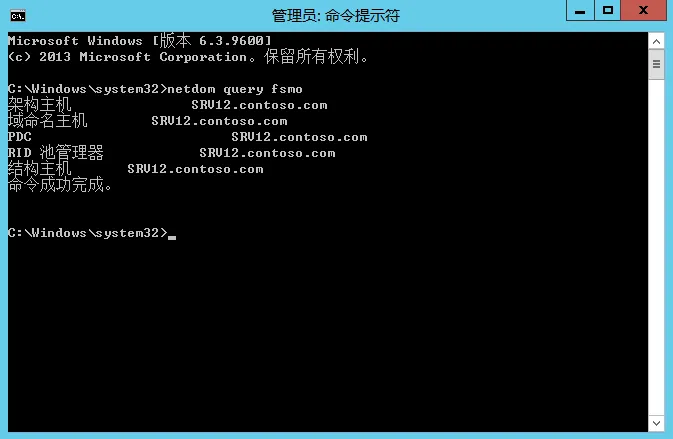 管理员: 命令提示符
Microsoft Windows [版本 6.3.9600]
(c) 2013 Microsoft Corporation。保留所有权利。
C:\Windows\system32>netdom query fsmo
架构主机 SRV12.contoso.com
域命名主机 SRV12.contoso.com
PDC SRV12.contoso.com
RID 池管理器 SRV12.contoso.com
结构主机 SRV12.contoso.com
命令成功完成。
C:\Windows\system32>